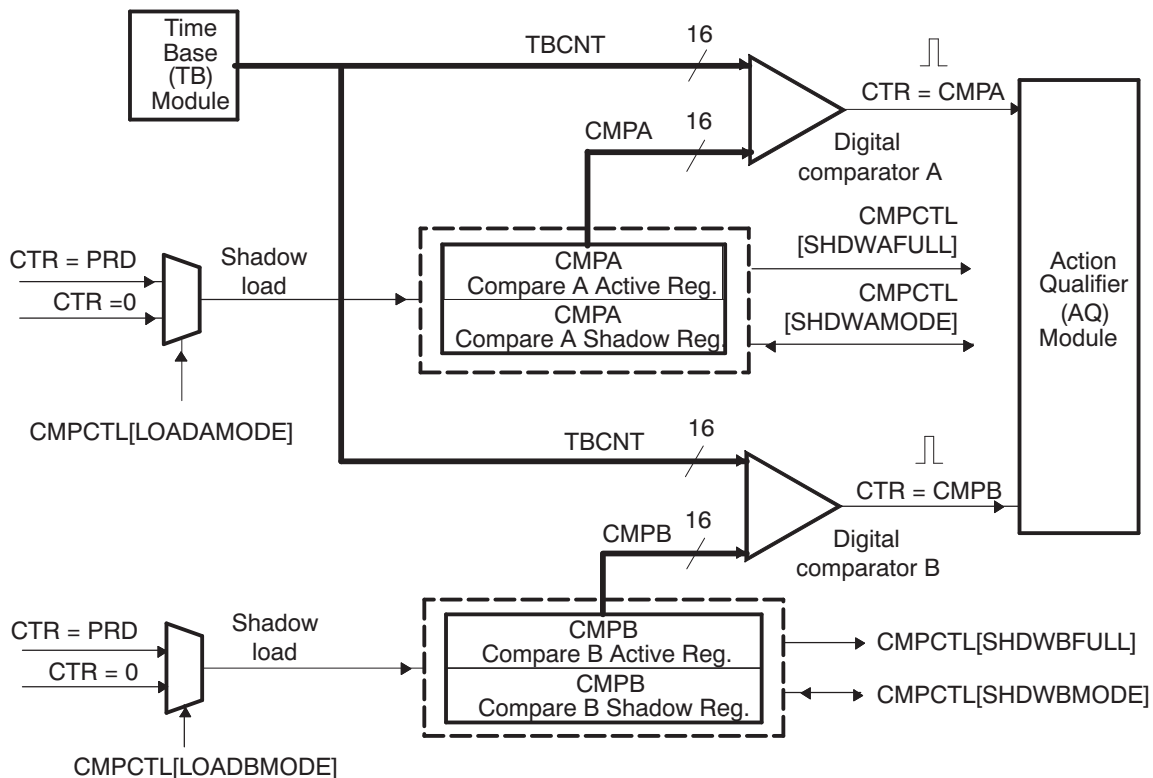 Time
Base
(TB)
Module
TBCNT
16
CTR = CMPA
CMPA
16
Digital
comparator A
CMPCTL
[SHDWAFULL]
CMPCTL
[SHDWAMODE]
CTR = PRD
CTR =0
Shadow
load
CMPA
Compare A Active Reg.
CMPA
Compare A Shadow Reg.
CMPCTL[LOADAMODE]
Action
Qualifier
(AQ)
Module
TBCNT
16
CTR = CMPB
CMPB
16
Digital
comparator B
CTR = PRD
CTR = 0
Shadow
load
CMPB
Compare B Active Reg.
CMPB
Compare B Shadow Reg.
CMPCTL[SHDWBFULL]
CMPCTL[SHDWBMODE]
CMPCTL[LOADBMODE]